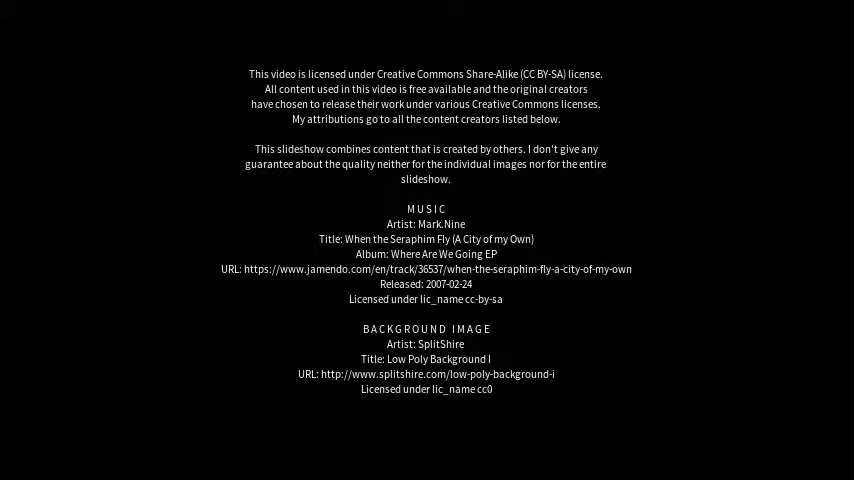 This video is licensed under Creative Commons Share-Alike (CC BY-SA) license.
All content used in this video is free available and the original creators
have chosen to release their work under various Creative Commons licenses.
My attributions go to all the content creators listed below.
This slideshow combines content that is created by others. I don't give any
guarantee about the quality neither for the individual images nor for the entire
slideshow.
MUSIC
Artist: Mark.Nine
Title: When the Seraphim Fly (A City of my Own)
Album: Where Are We Going EP
URL: https://www.jamendo.com/en/track/36537/when-the-seraphim-fly-a-city-of-my-own
Released: 2007-02-24
Licensed under lic_name cc-by-sa
BACKGROUND IMAGE
Artist: SplitShire
Title: Low Poly Background I
URL: http://www.splitshire.com/low-poly-background-i
Licensed under lic_name cc0